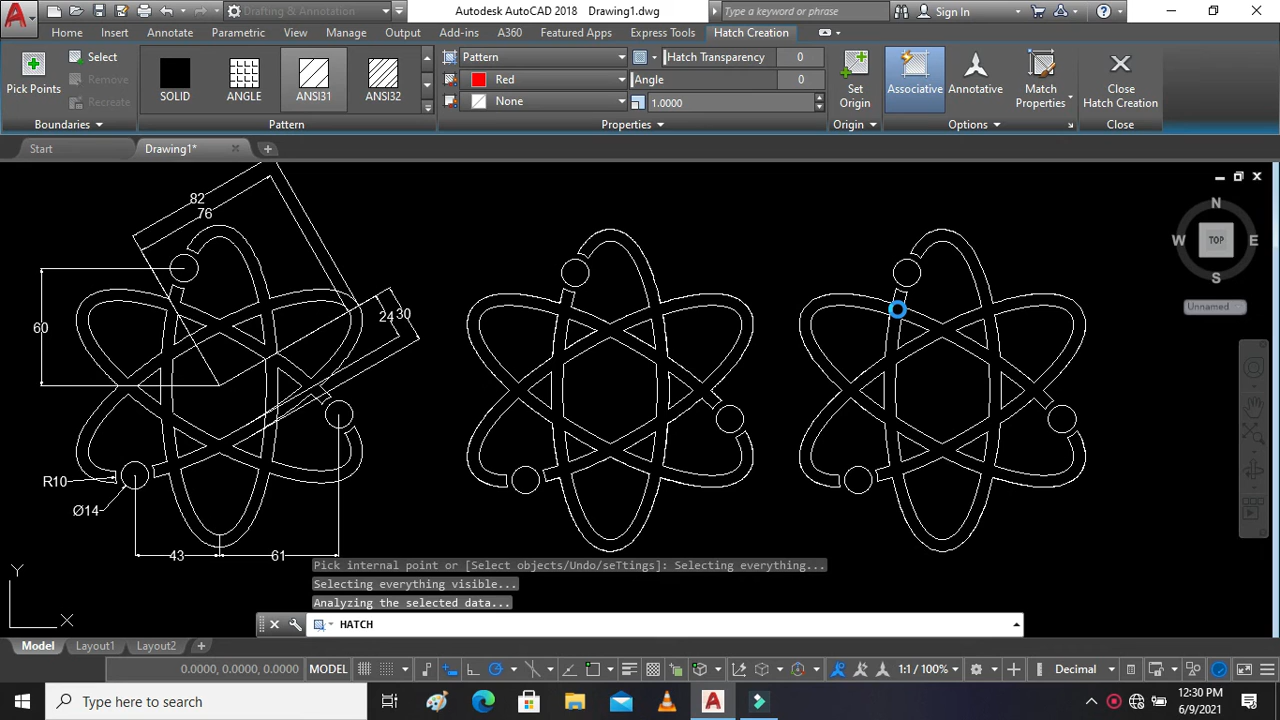 Drafting & Annotation
Autodesk AutoCAD 2018 Drawing1.dwg
Type a keyword or phrase
Sign In
Home Insert Annotate Parametric View Manage Output Add-ins A360 Featured Apps Express Tools Hatch Creation
Pick Points
Select
Remove
Recreate
Boundaries
SOLID
ANGLE
ANSI31
ANSI32
Pattern
Pattern
Red
None
Hatch Transparency 0
Angle 0
1.0000
Properties
Set
Origin
Origin
Associative
Annotative
Match
Properties
Options
Close
Hatch Creation
Close
Start
Drawing1*
82
76
60
24
30
R10
Ø14
43
61
N
W
TOP
E
S
Unnamed
Y
X
Pick internal point or [Select objects/Undo/seTtings]: Selecting everything...
Selecting everything visible...
Analyzing the selected data...
HATCH
Model Layout1 Layout2
0.0000, 0.0000, 0.0000
MODEL
1:1 / 100%
Decimal
Type here to search
12:30 PM
6/9/2021